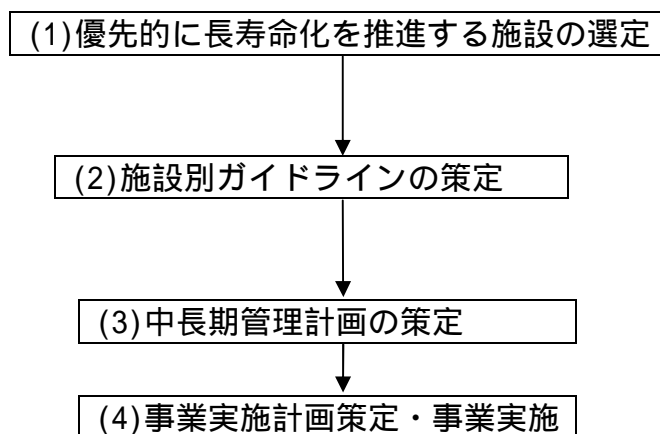 (1)優先的に長寿命化を推進する施設の選定
(2)施設別ガイドラインの策定
(3)中長期管理計画の策定
(4)事業実施計画策定・事業実施